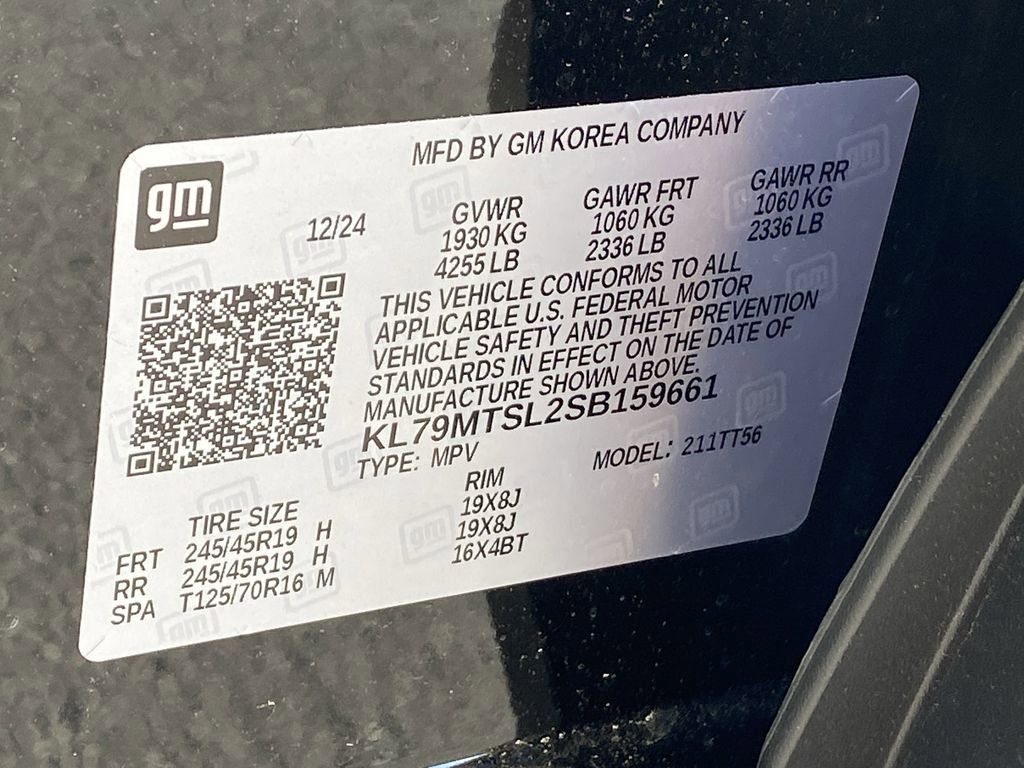 MFD BY GM KOREA COMPANY
gm
12/24
GVWR GAWR FRT GAWR RR
1930 KG 1060 KG 1060 KG
4255 LB 2336 LB 2336 LB
THIS VEHICLE CONFORMS TO ALL
APPLICABLE U.S. FEDERAL MOTOR
VEHICLE SAFETY AND THEFT PREVENTION
STANDARDS IN EFFECT ON THE DATE OF
MANUFACTURE SHOWN ABOVE.
KL79MTSL2SB159661
TYPE: MPV MODEL: 211TT56
TIRE SIZE RIM
FRT 245/45R19 H 19X8J
RR 245/45R19 H 19X8J
SPA T125/70R16 M 16X4BT